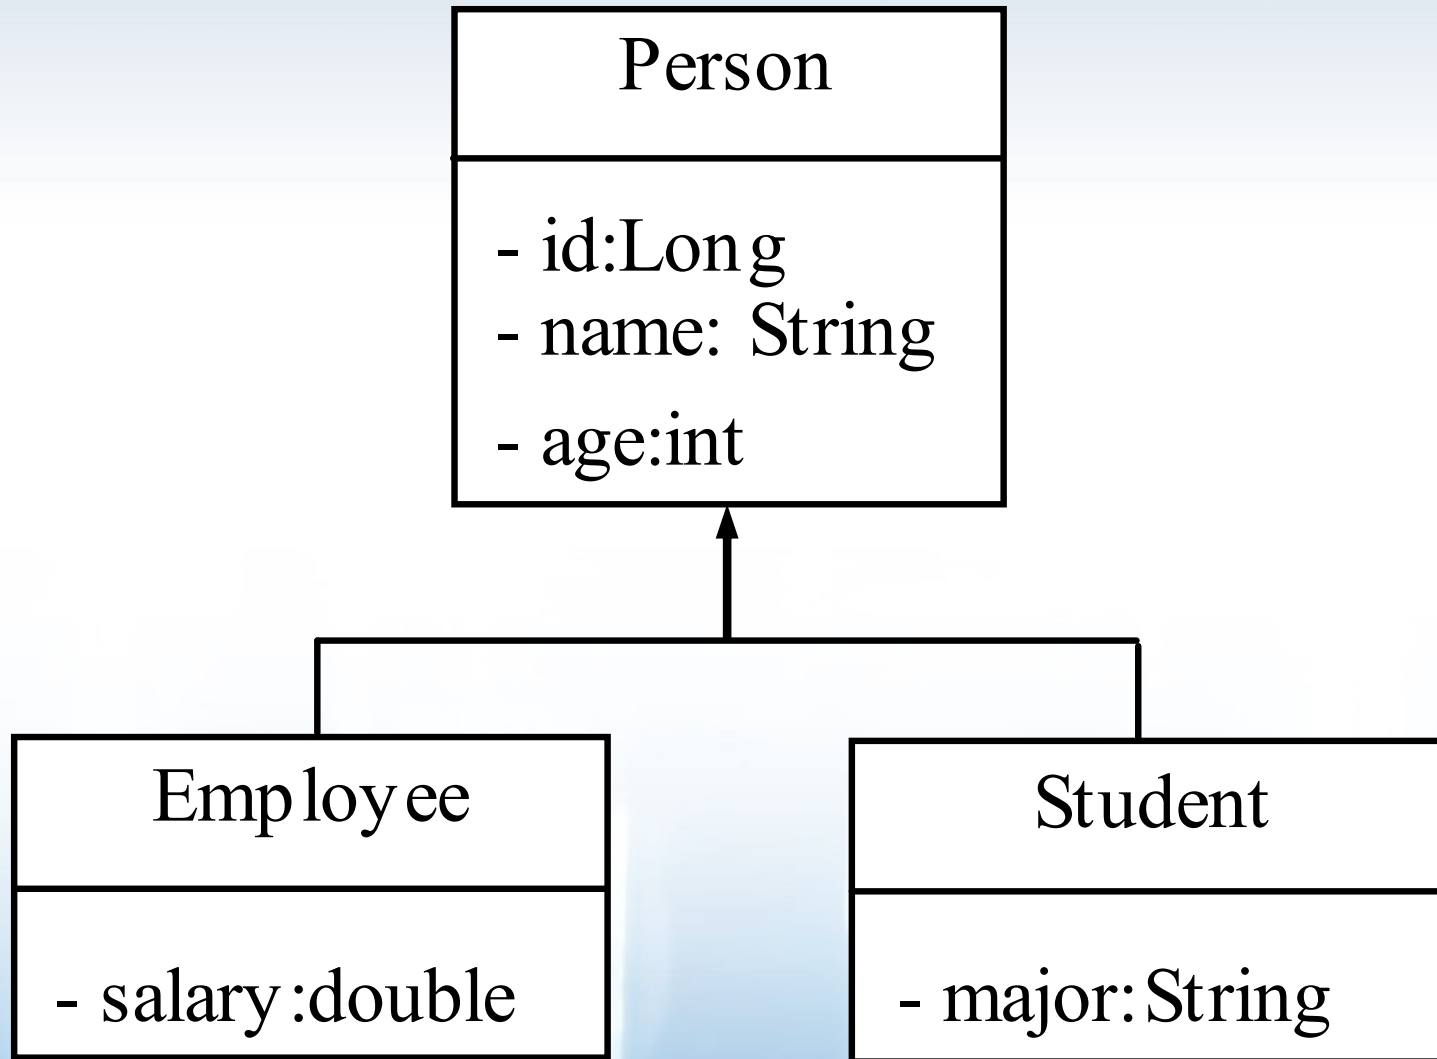 Person
- id:Long
- name: String
- age:int
Employee
- salary:double
Student
- major:String